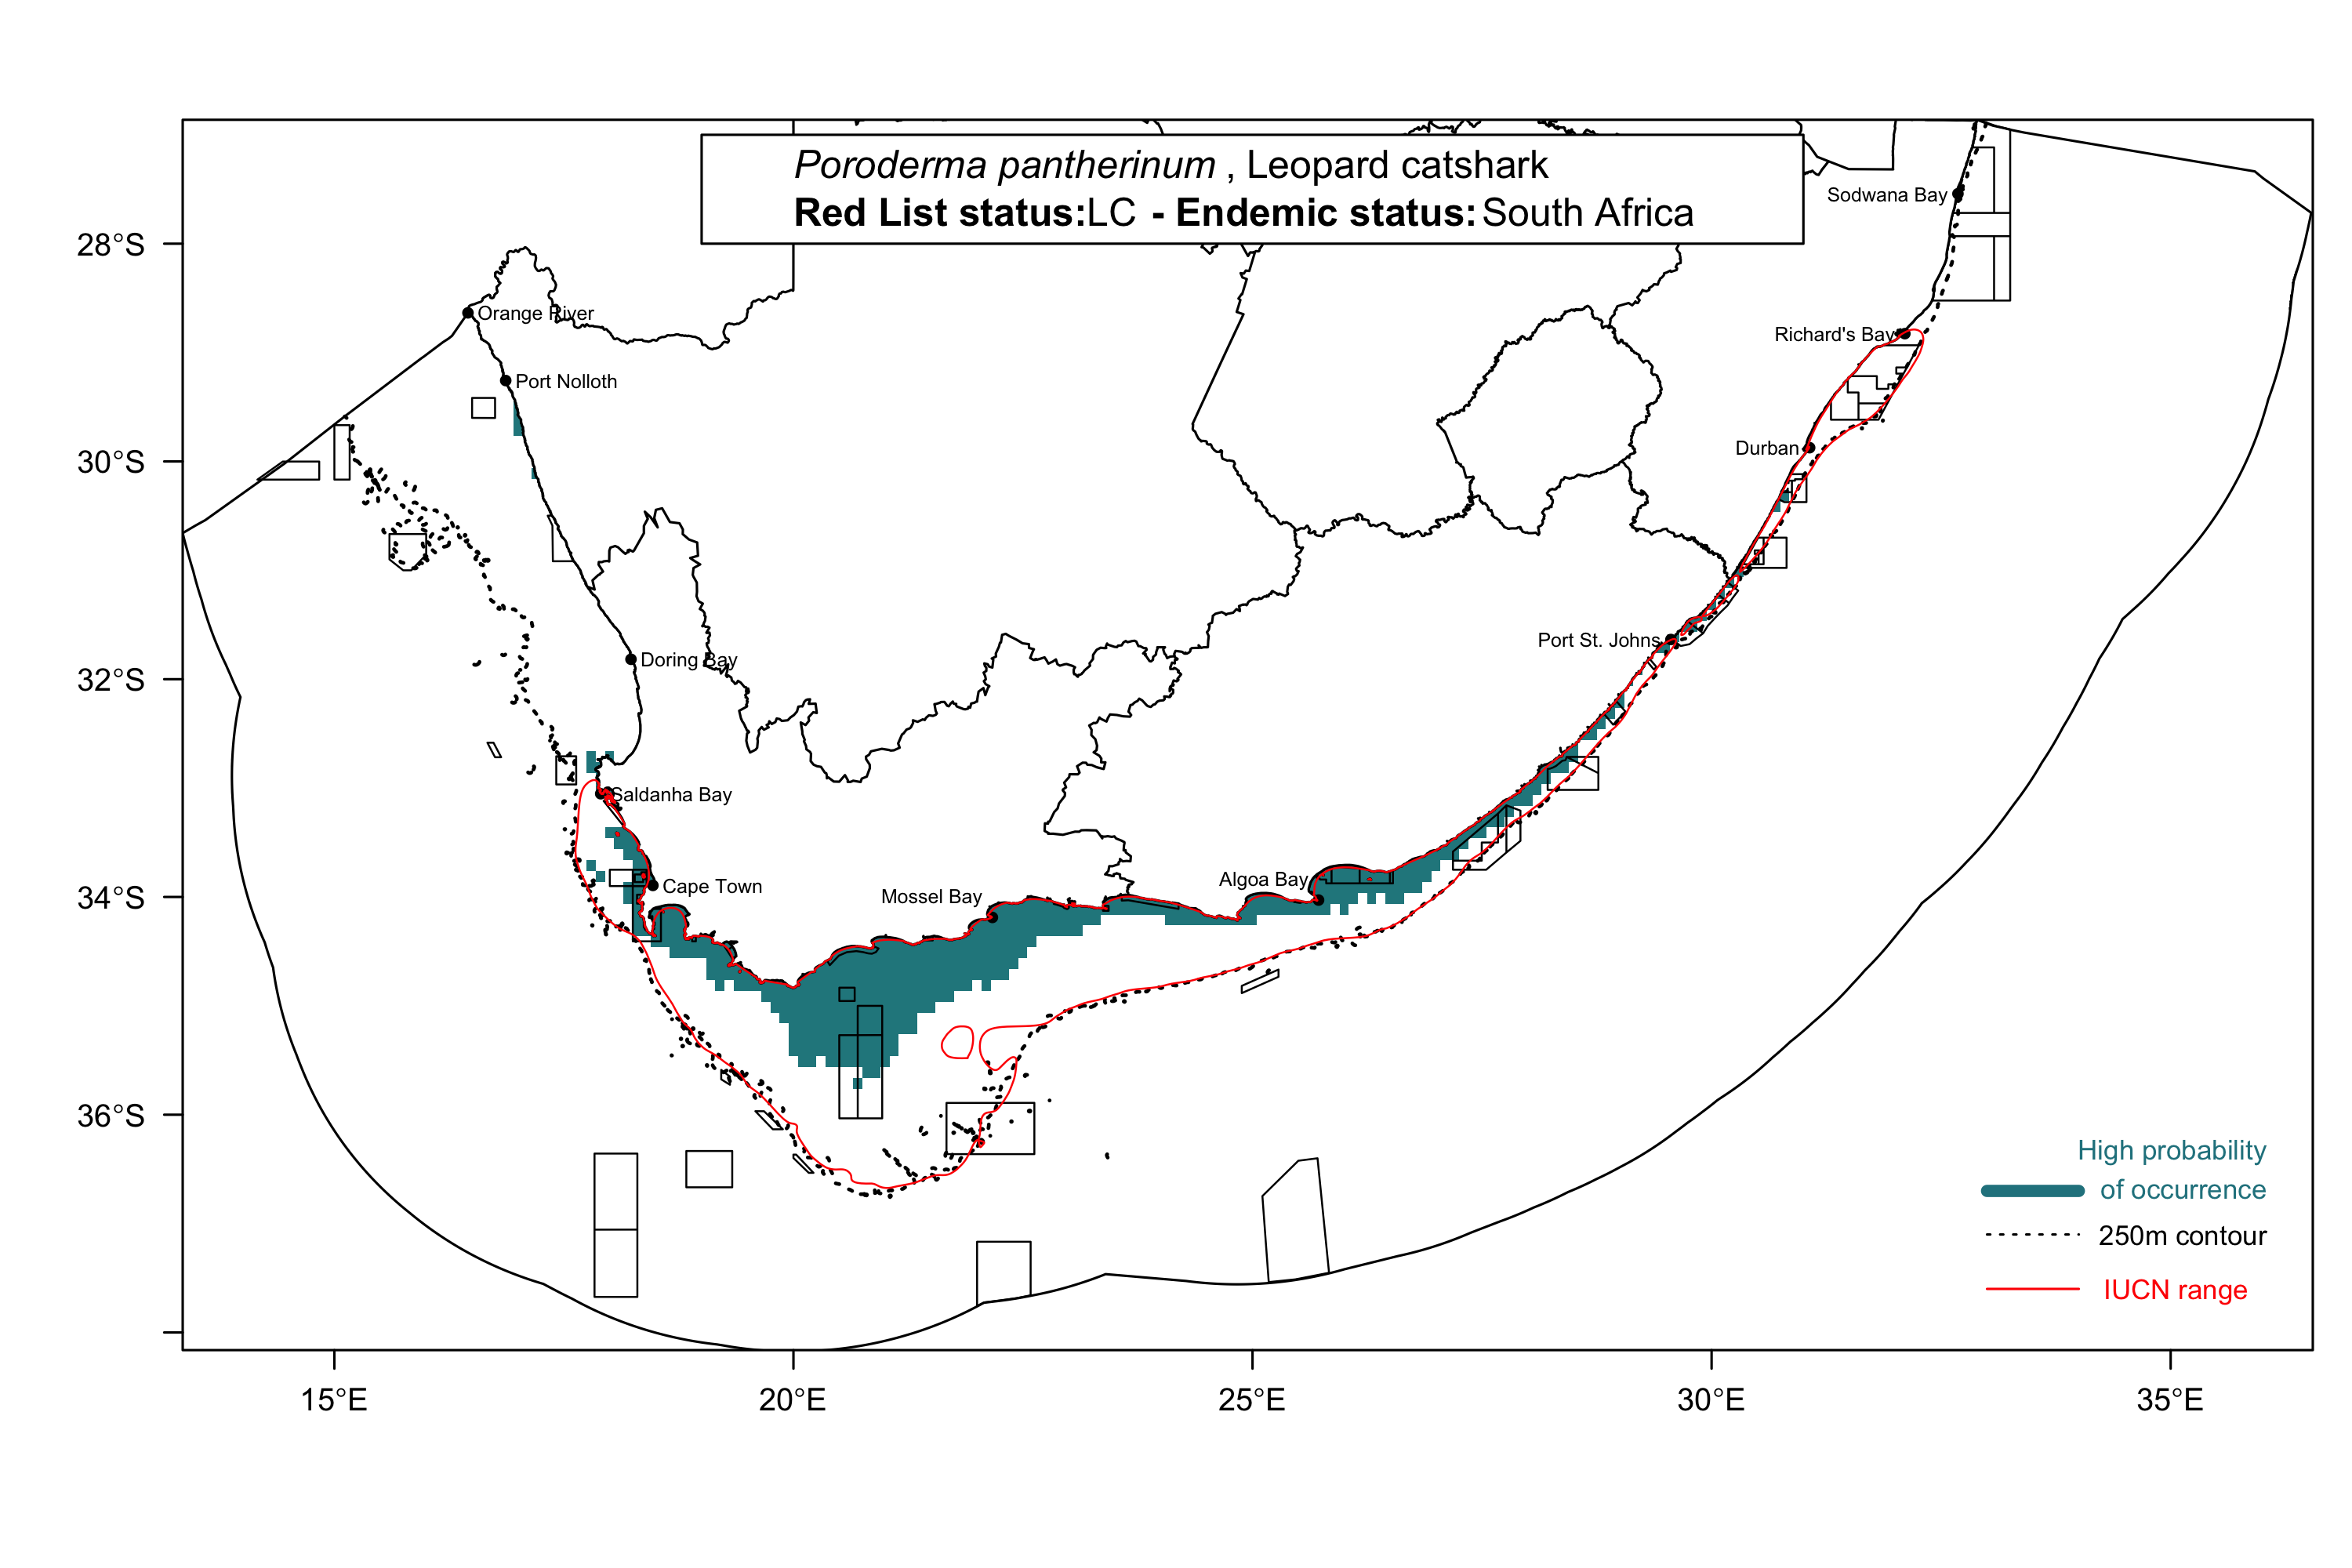 Poroderma pantherinum , Leopard catshark
Red List status:LC - Endemic status:South Africa
Sodwana Bay
28°S
Orange River
Richard's Bay
Port Nolloth
Durban
30°S
Port St. Johns
Doring Bay
32°S
Saldanha Bay
Algoa Bay
Cape Town
Mossel Bay
34°S
36°S
High probability
of occurrence
250m contour
IUCN range
15°E
20°E
25°E
30°E
35°E